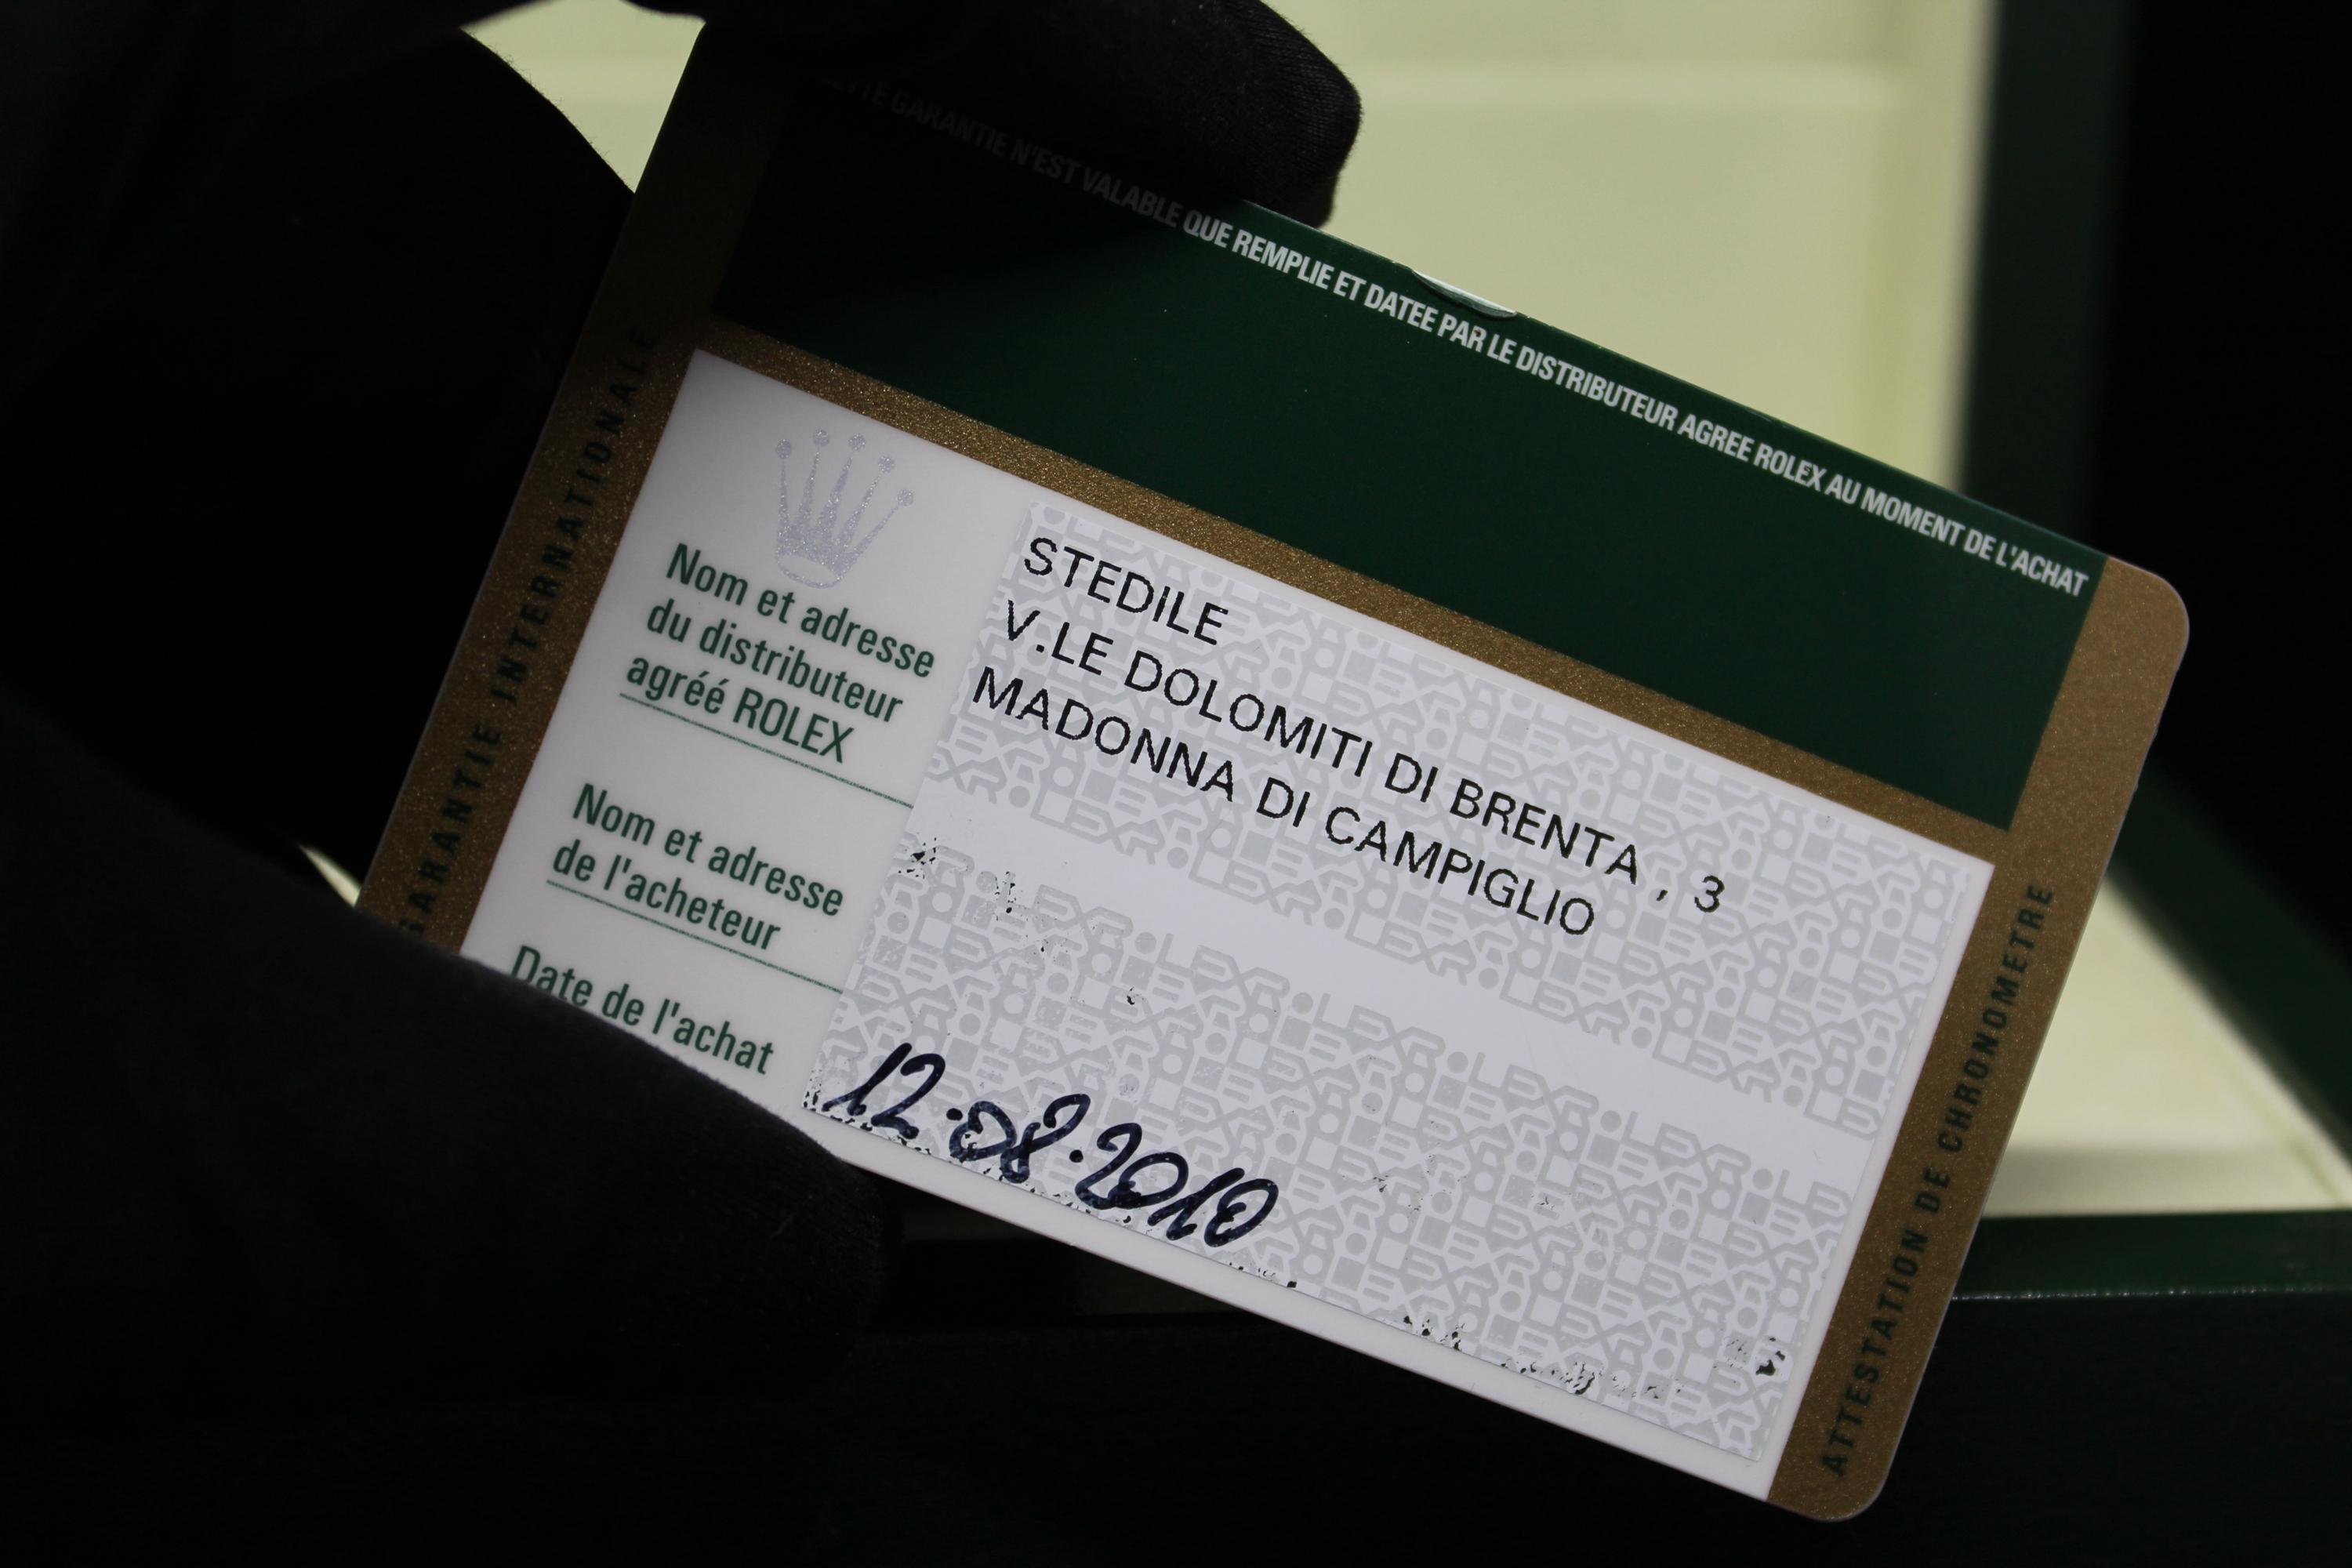 CETTE GARANTIE N'EST VALABLE QUE REMPLIE ET DATEE PAR LE DISTRIBUTEUR AGREE ROLEX AU MOMENT DE L'ACHAT
GARANTIE INTERNATIONALE
Nom et adresse
du distributeur
agréé ROLEX
STEDILE
V.LE DOLOMITI DI BRENTA , 3
MADONNA DI CAMPIGLIO
Nom et adresse
de l'acheteur
Date de l'achat
12.08.2010
ATTESTATION DE CHRONOMETRE